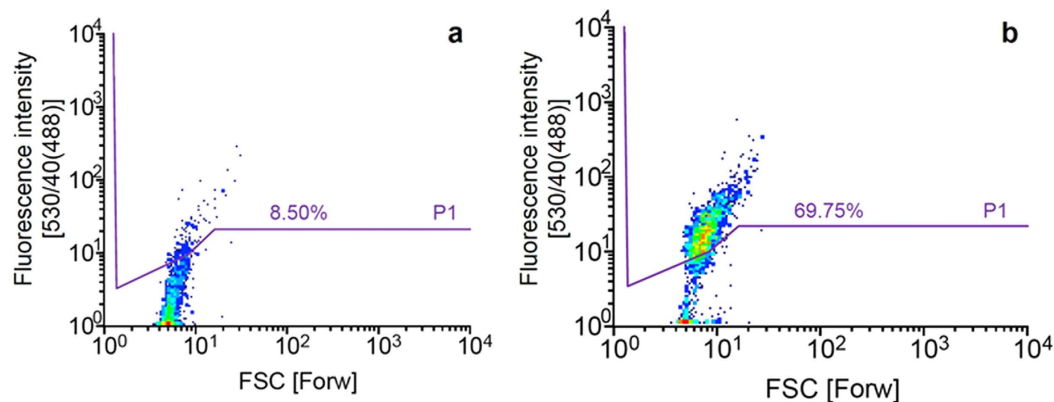 a
Fluorescence intensity
[530/40(488)]
10⁴
10³
10²
10¹
10⁰
8.50%
P1
10⁰ 10¹ 10² 10³ 10⁴
FSC [Forw]
b
Fluorescence intensity
[530/40(488)]
10⁴
10³
10²
10¹
10⁰
69.75%
P1
10⁰ 10¹ 10² 10³ 10⁴
FSC [Forw]